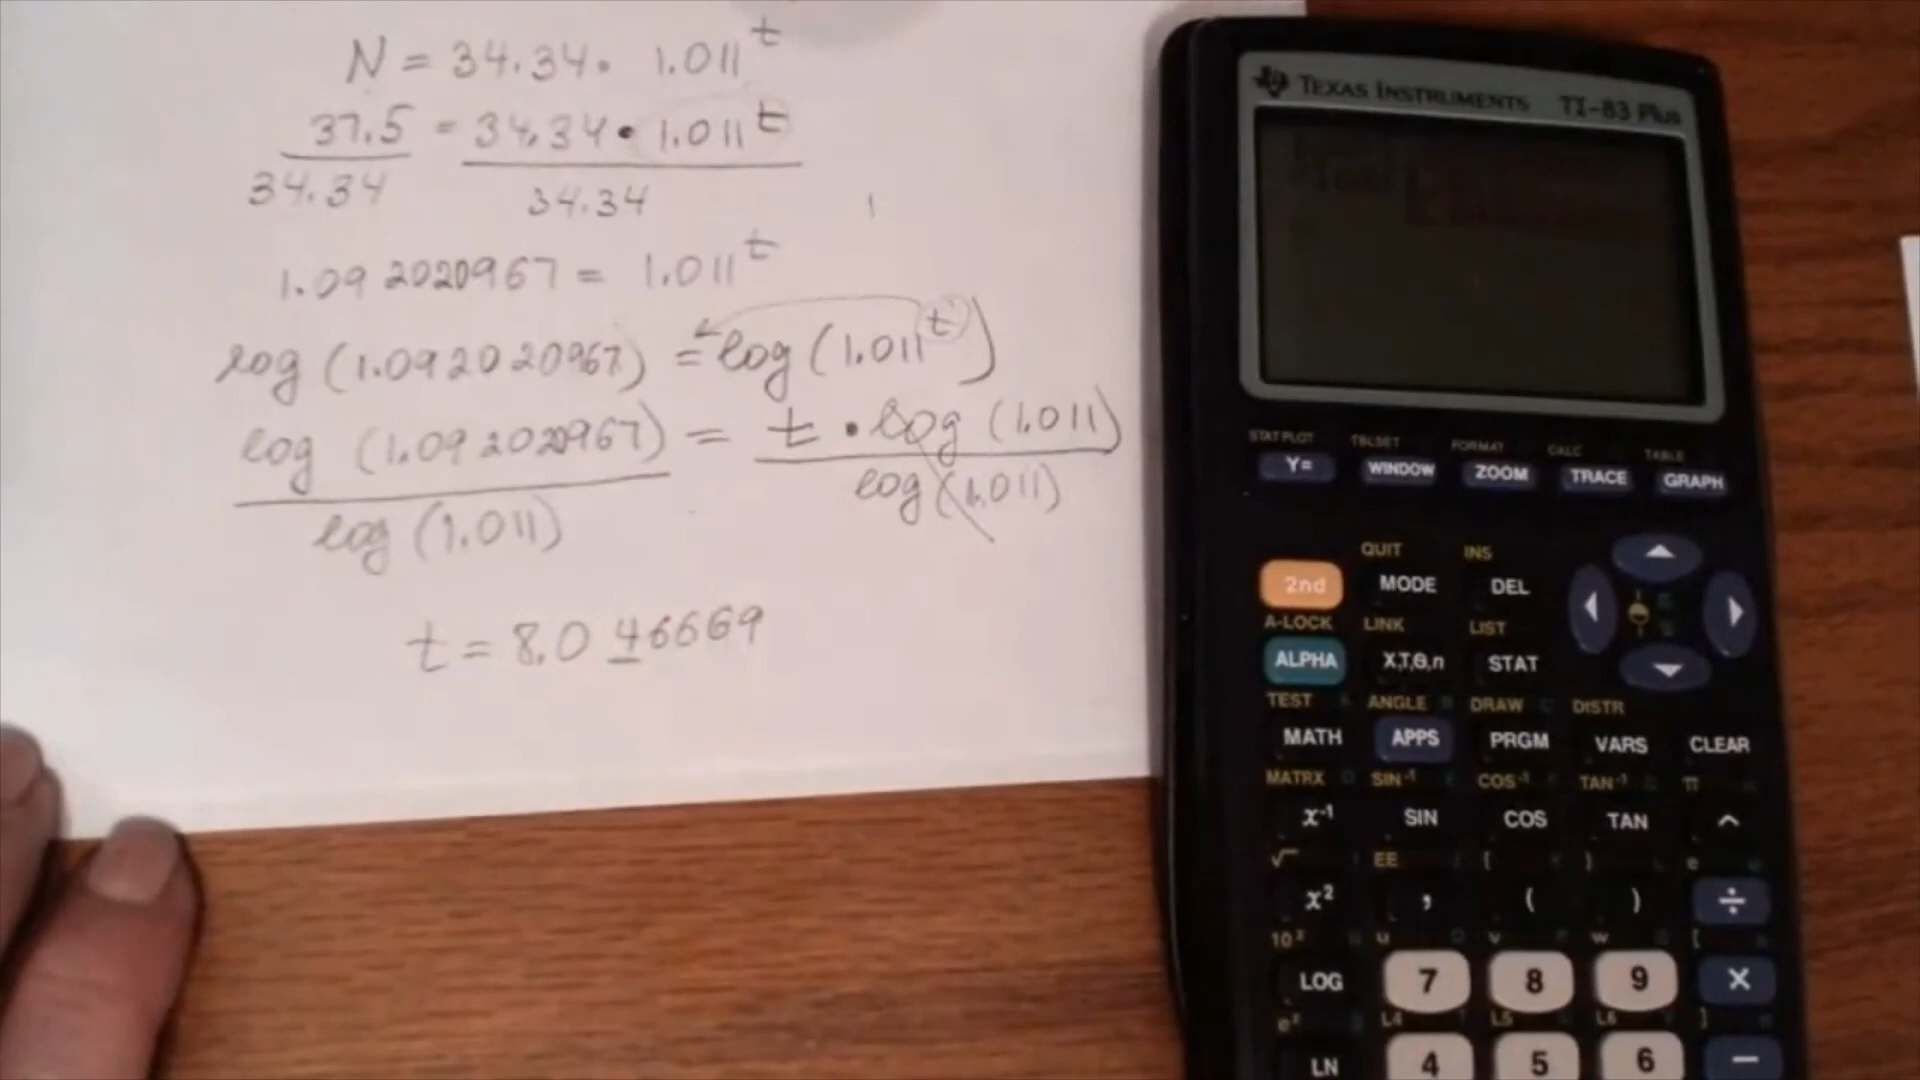 N = 34.34 • 1.011^t
37.5 = 34.34 • 1.011^t
34.34 34.34
1.092020967 = 1.011^t
log (1.092020967) = log (1.011^t)
log (1.092020967) = t • log (1.011)
log (1.011) log (1.011)
t = 8.046669
TEXAS INSTRUMENTS TI-83 Plus
STAT PLOT TBLSET FORMAT CALC TABLE
Y= WINDOW ZOOM TRACE GRAPH
QUIT INS
2nd MODE DEL
A-LOCK LINK LIST
ALPHA X,T,θ,n STAT
TEST ANGLE DRAW DISTR
MATH APPS PRGM VARS CLEAR
MATRX SIN⁻¹ COS⁻¹ TAN⁻¹ π
x⁻¹ SIN COS TAN ^
√ EE { } e
x² , ( ) ÷
10ˣ u v w [
LOG 7 8 9 ×
eˣ L4 L5 L6 ]
LN 4 5 6 −